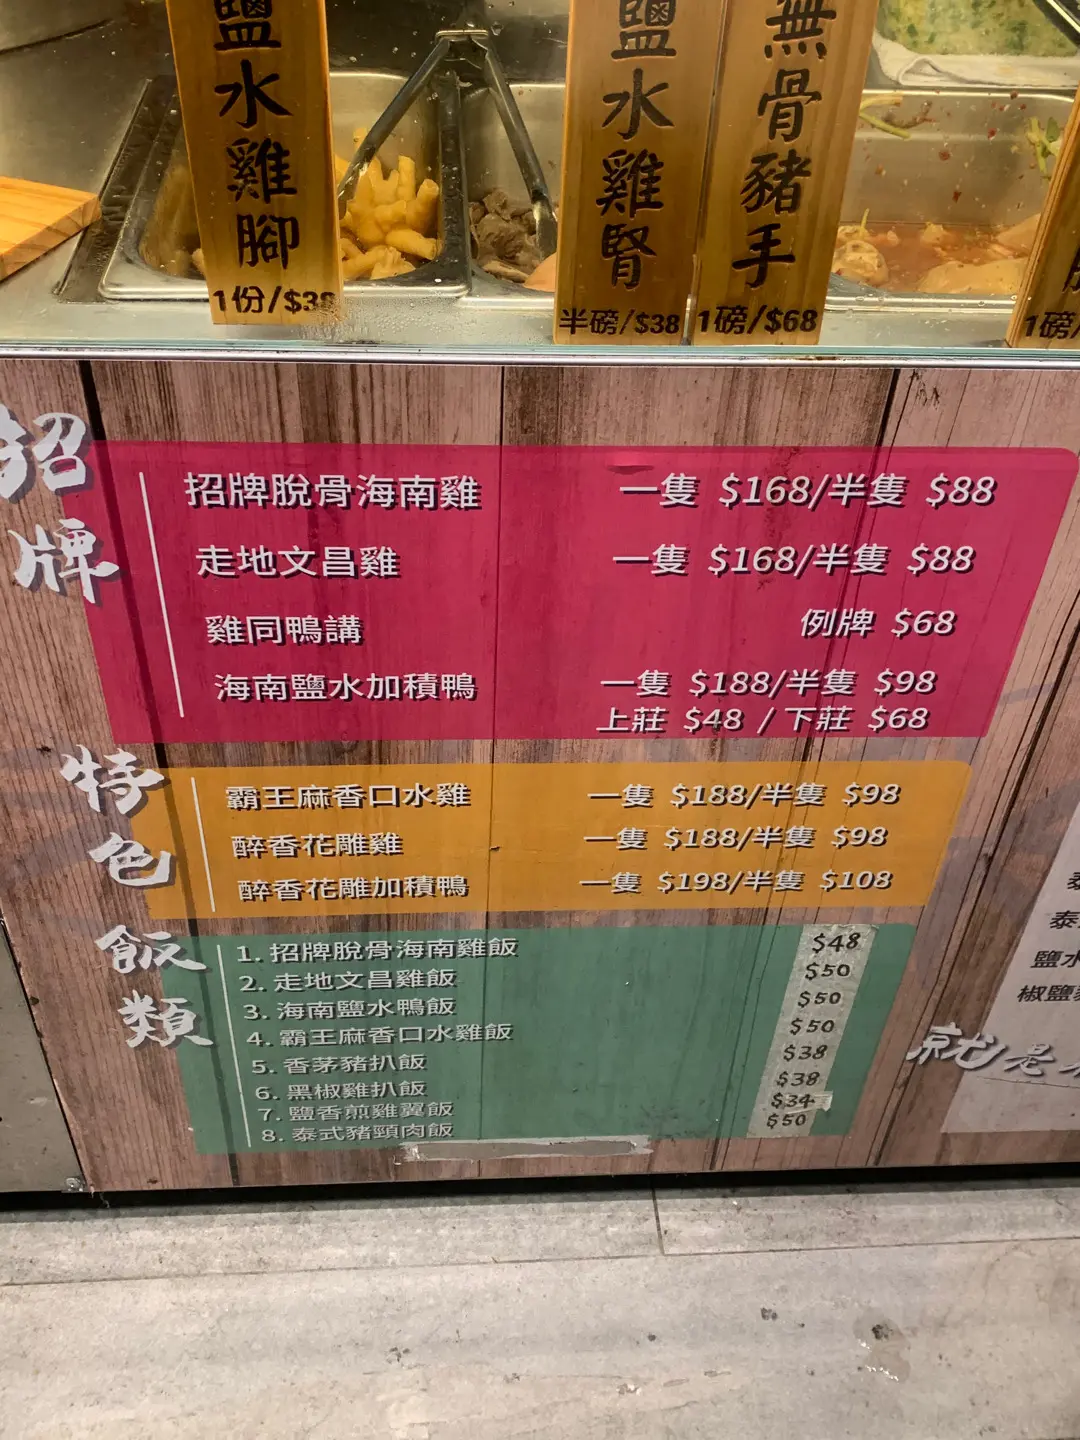 鹽水雞腳
1份/$38
鹽水雞腎
半磅/$38
無骨豬手
1磅/$68
1磅/
招牌
招牌脫骨海南雞 一隻 $168/半隻 $88
走地文昌雞 一隻 $168/半隻 $88
雞同鴨講 例牌 $68
海南鹽水加積鴨 一隻 $188/半隻 $98
上莊 $48 / 下莊 $68
特色
霸王麻香口水雞 一隻 $188/半隻 $98
醉香花雕雞 一隻 $188/半隻 $98
醉香花雕加積鴨 一隻 $198/半隻 $108
飯類
1. 招牌脫骨海南雞飯 $48
2. 走地文昌雞飯 $50
3. 海南鹽水鴨飯 $50
4. 霸王麻香口水雞飯 $50
5. 香茅豬扒飯 $38
6. 黑椒雞扒飯 $38
7. 鹽香煎雞翼飯 $34
8. 泰式豬頸肉飯 $50
泰
鹽水
椒鹽
就是